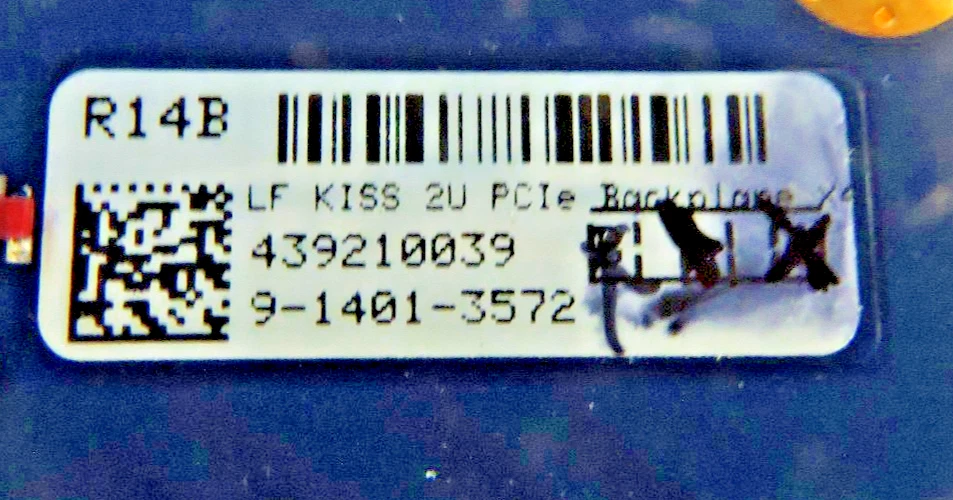 R14B
LF KISS 2U PCIe Backplane
439210039
9-1401-3572